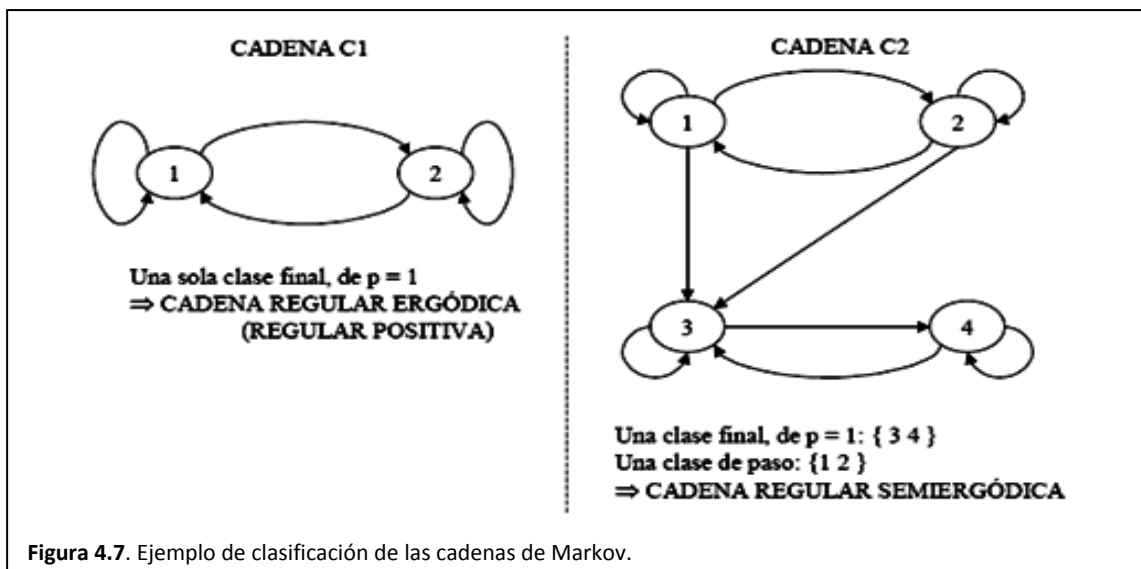 CADENA C1
1
2
Una sola clase final, de p = 1
⇒ CADENA REGULAR ERGÓDICA
(REGULAR POSITIVA)
CADENA C2
1
2
3
4
Una clase final, de p = 1: { 3 4 }
Una clase de paso: {1 2 }
⇒ CADENA REGULAR SEMIERGÓDICA
Figura 4.7. Ejemplo de clasificación de las cadenas de Markov.